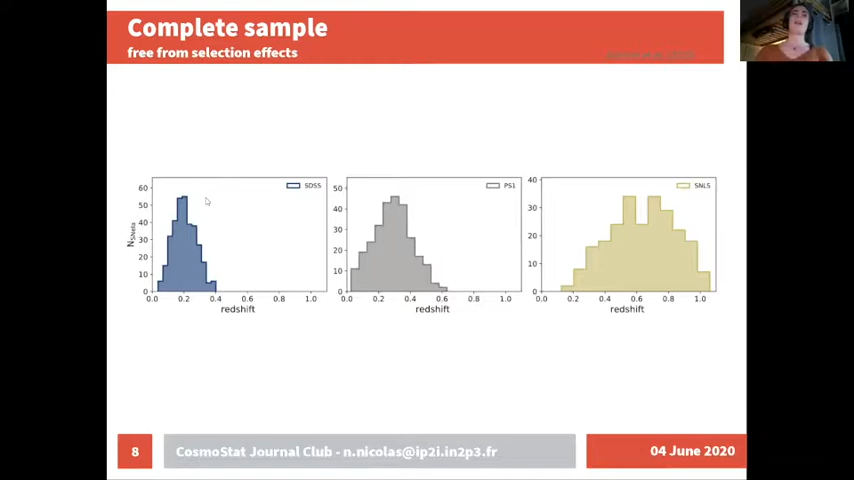 Complete sample
free from selection effects
SDSS
PS1
SNLS
60
50
40
30
20
10
0
50
40
30
20
10
0
40
30
20
10
0
0.0 0.2 0.4 0.6 0.8 1.0
0.0 0.2 0.4 0.6 0.8 1.0
0.0 0.2 0.4 0.6 0.8 1.0
redshift
redshift
redshift
8
CosmoStat Journal Club - n.nicolas@ip2i.in2p3.fr
04 June 2020